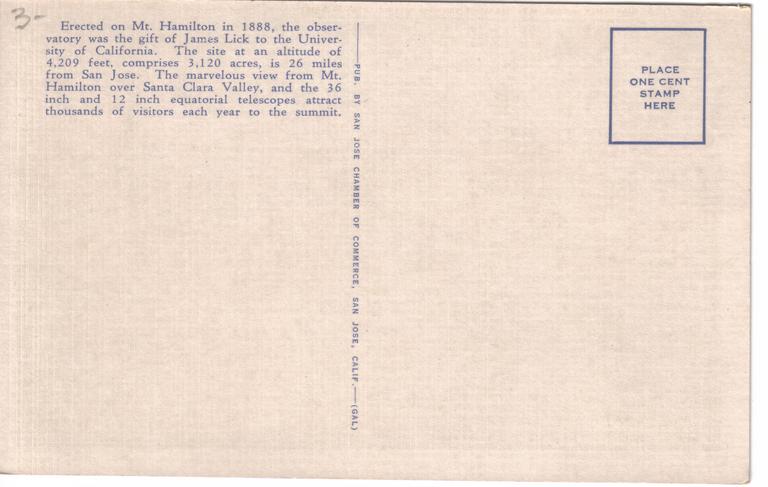 3-
Erected on Mt. Hamilton in 1888, the obser-
vatory was the gift of James Lick to the Univer-
sity of California. The site at an altitude of
4,209 feet, comprises 3,120 acres, is 26 miles
from San Jose. The marvelous view from Mt.
Hamilton over Santa Clara Valley, and the 36
inch and 12 inch equatorial telescopes attract
thousands of visitors each year to the summit.
PUB. BY SAN JOSE CHAMBER OF COMMERCE, SAN JOSE, CALIF.—(GAL)
PLACE
ONE CENT
STAMP
HERE